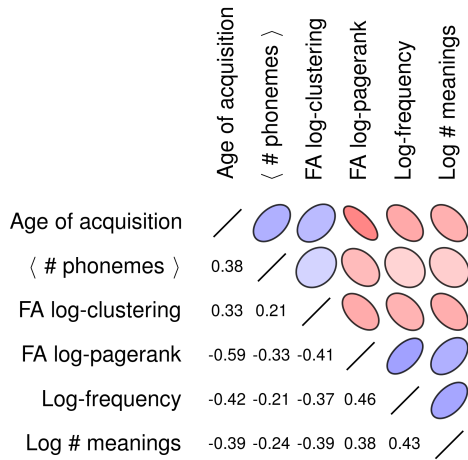 Age of acquisition
⟨ # phonemes ⟩
FA log-clustering
FA log-pagerank
Log-frequency
Log # meanings
Age of acquisition
⟨ # phonemes ⟩ 0.38
FA log-clustering 0.33 0.21
FA log-pagerank -0.59 -0.33 -0.41
Log-frequency -0.42 -0.21 -0.37 0.46
Log # meanings -0.39 -0.24 -0.39 0.38 0.43